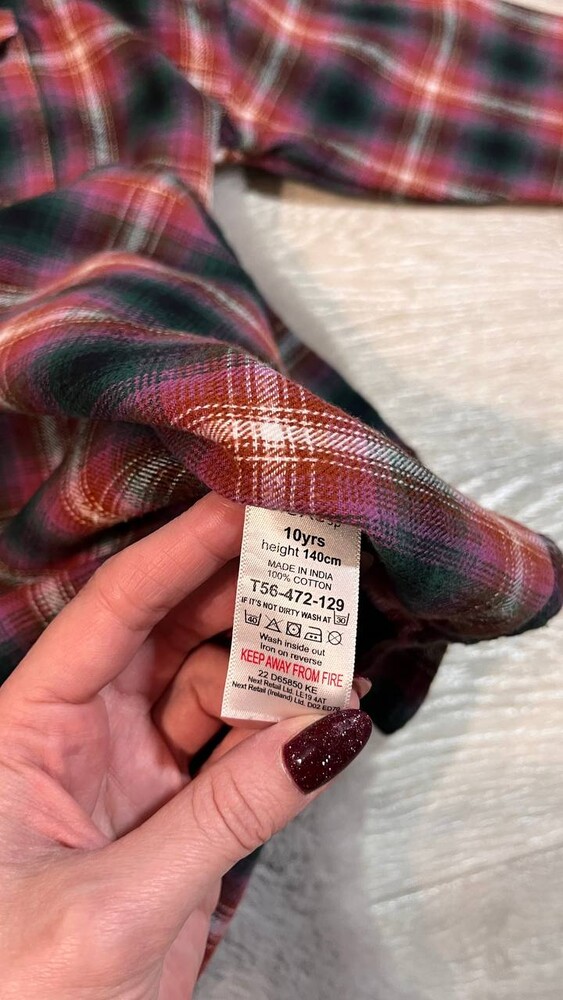 10yrs
height 140cm
MADE IN INDIA
100% COTTON
T56-472-129
IF IT'S NOT DIRTY WASH AT 30
40
Wash inside out
Iron on reverse
KEEP AWAY FROM FIRE
22 D65850 KE
Next Retail Ltd. LE19 4AT
Next Retail (Ireland) Ltd. D02 ED70